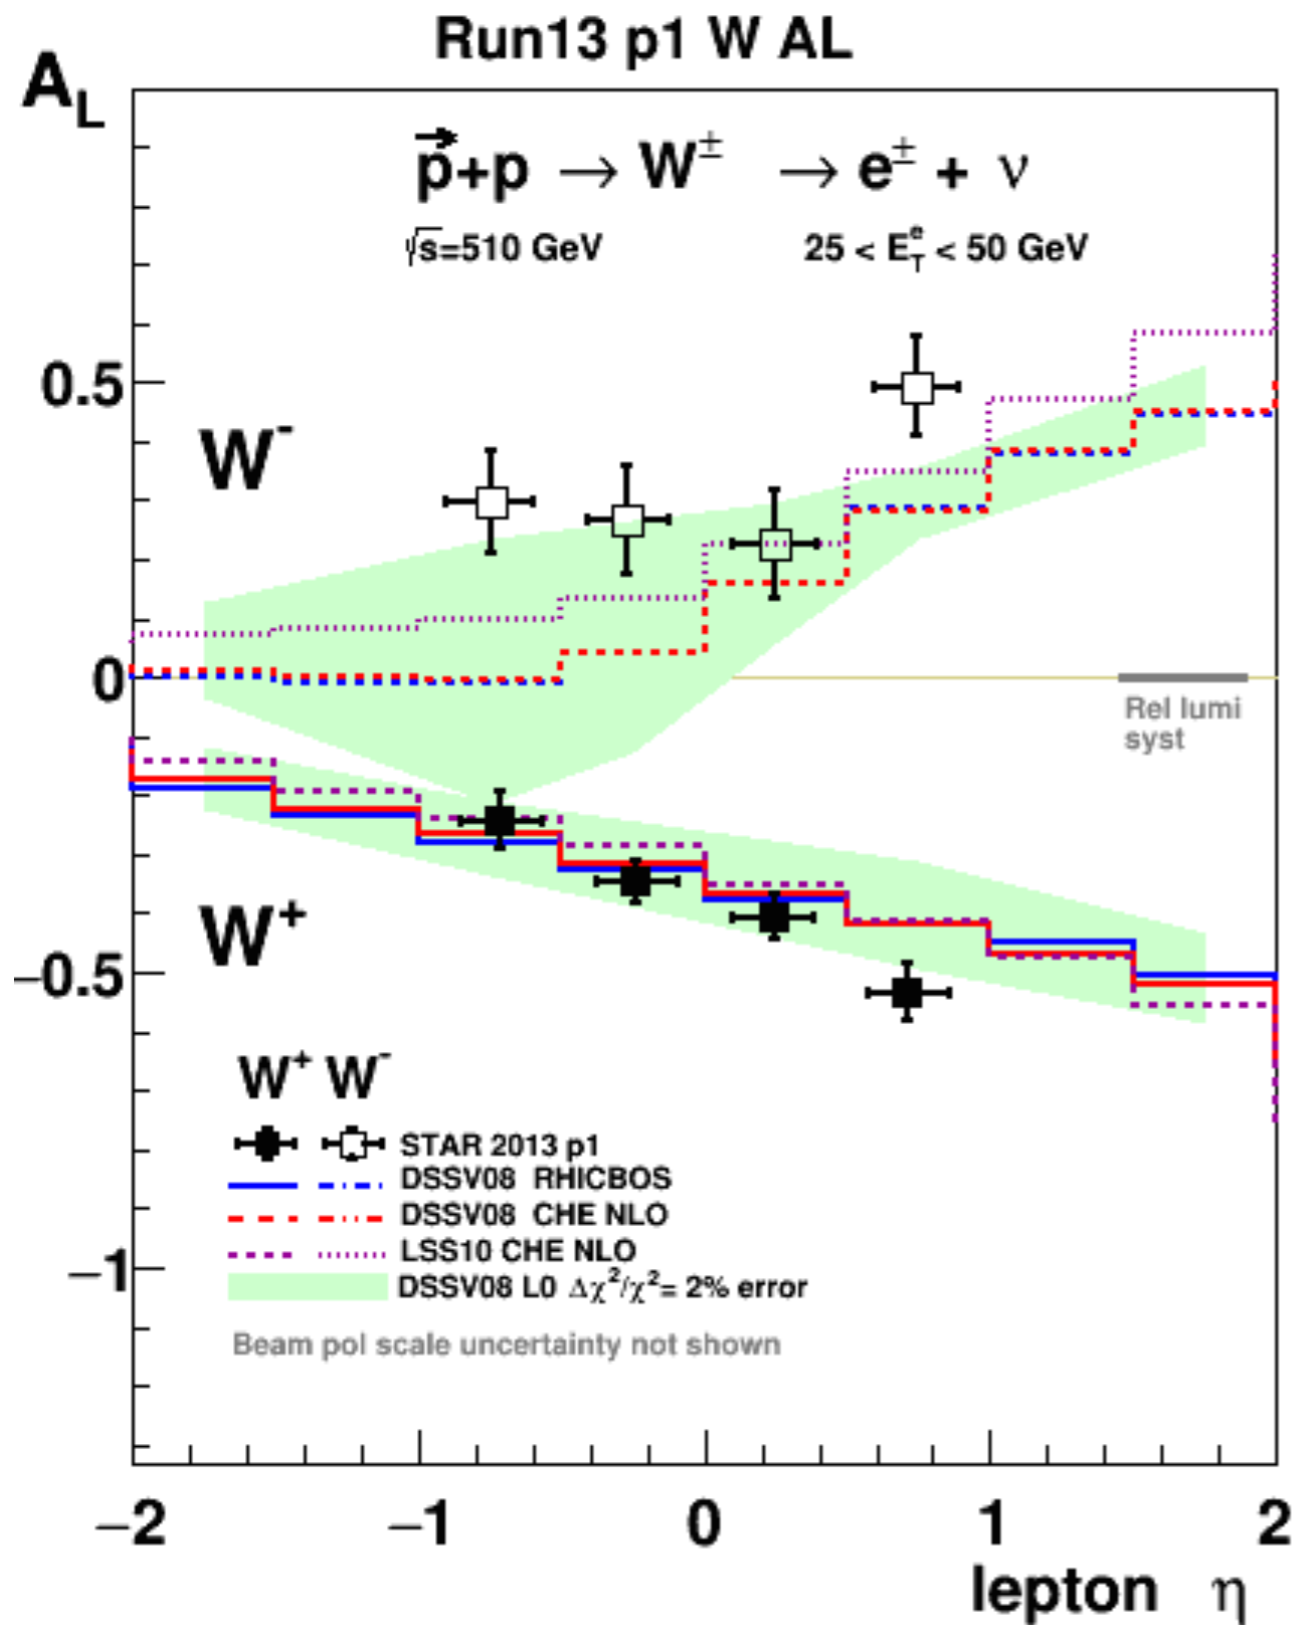 Run13 p1 W AL
A_L
p+p → W± → e± + ν
√s=510 GeV 25 < E_T^e < 50 GeV
0.5
W-
0
Rel lumi
syst
W+
−0.5
W+ W-
STAR 2013 p1
DSSV08 RHICBOS
DSSV08 CHE NLO
LSS10 CHE NLO
−1
DSSV08 L0 Δχ²/χ²= 2% error
Beam pol scale uncertainty not shown
−2 −1 0 1 2
lepton η